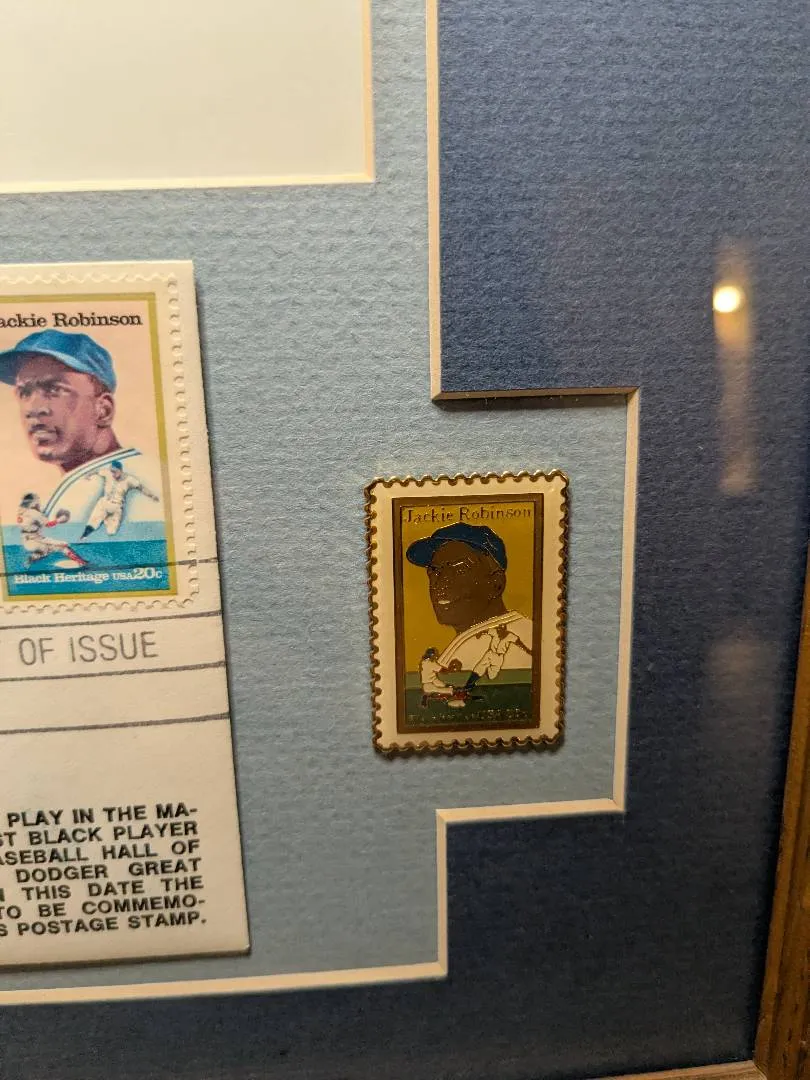 ackie Robinson
Black Heritage USA 20c
OF ISSUE
PLAY IN THE MA-
ST BLACK PLAYER
ASEBALL HALL OF
DODGER GREAT
N THIS DATE THE
TO BE COMMEMO-
S POSTAGE STAMP.
Jackie Robinson